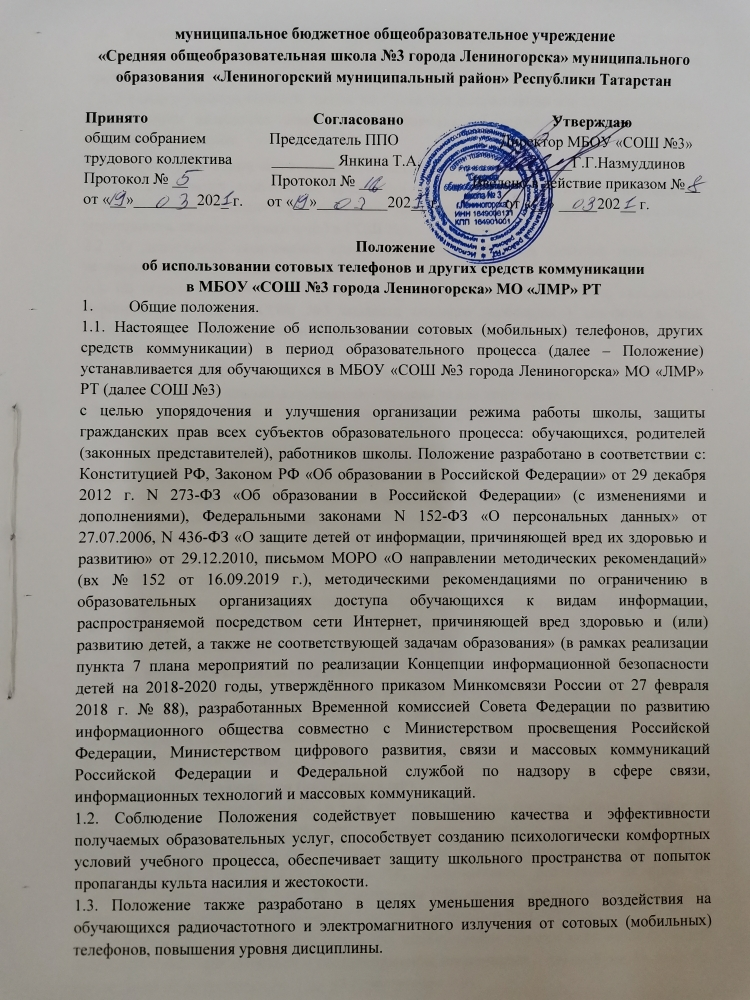 муниципальное бюджетное общеобразовательное учреждение
«Средняя общеобразовательная школа №3 города Лениногорска» муниципального
образования «Лениногорский муниципальный район» Республики Татарстан
Принято Согласовано Утверждаю
общим собранием Председатель ППО Директор МБОУ «СОШ №3»
трудового коллектива ________ Янкина Т.А. Г.Г.Назмуддинов
Протокол № 5 Протокол № в действие приказом № 8
от «19» 03 2021г. от «19» 02 202 от 03 2021 г.
г.Лениногорска
ИНН 1649006131
КПП 164901001
Положение
об использовании сотовых телефонов и других средств коммуникации
в МБОУ «СОШ №3 города Лениногорска» МО «ЛМР» РТ
1. Общие положения.
1.1. Настоящее Положение об использовании сотовых (мобильных) телефонов, других
средств коммуникации) в период образовательного процесса (далее – Положение)
устанавливается для обучающихся в МБОУ «СОШ №3 города Лениногорска» МО «ЛМР»
РТ (далее СОШ №3)
с целью упорядочения и улучшения организации режима работы школы, защиты
гражданских прав всех субъектов образовательного процесса: обучающихся, родителей
(законных представителей), работников школы. Положение разработано в соответствии с:
Конституцией РФ, Законом РФ «Об образовании в Российской Федерации» от 29 декабря
2012 г. N 273-ФЗ «Об образовании в Российской Федерации» (с изменениями и
дополнениями), Федеральными законами N 152-ФЗ «О персональных данных» от
27.07.2006, N 436-ФЗ «О защите детей от информации, причиняющей вред их здоровью и
развитию» от 29.12.2010, письмом МОРО «О направлении методических рекомендаций»
(вх № 152 от 16.09.2019 г.), методическими рекомендациями по ограничению в
образовательных организациях доступа обучающихся к видам информации,
распространяемой посредством сети Интернет, причиняющей вред здоровью и (или)
развитию детей, а также не соответствующей задачам образования» (в рамках реализации
пункта 7 плана мероприятий по реализации Концепции информационной безопасности
детей на 2018-2020 годы, утверждённого приказом Минкомсвязи России от 27 февраля
2018 г. № 88), разработанных Временной комиссией Совета Федерации по развитию
информационного общества совместно с Министерством просвещения Российской
Федерации, Министерством цифрового развития, связи и массовых коммуникаций
Российской Федерации и Федеральной службой по надзору в сфере связи,
информационных технологий и массовых коммуникаций.
1.2. Соблюдение Положения содействует повышению качества и эффективности
получаемых образовательных услуг, способствует созданию психологически комфортных
условий учебного процесса, обеспечивает защиту школьного пространства от попыток
пропаганды культа насилия и жестокости.
1.3. Положение также разработано в целях уменьшения вредного воздействия на
обучающихся радиочастотного и электромагнитного излучения от сотовых (мобильных)
телефонов, повышения уровня дисциплины.